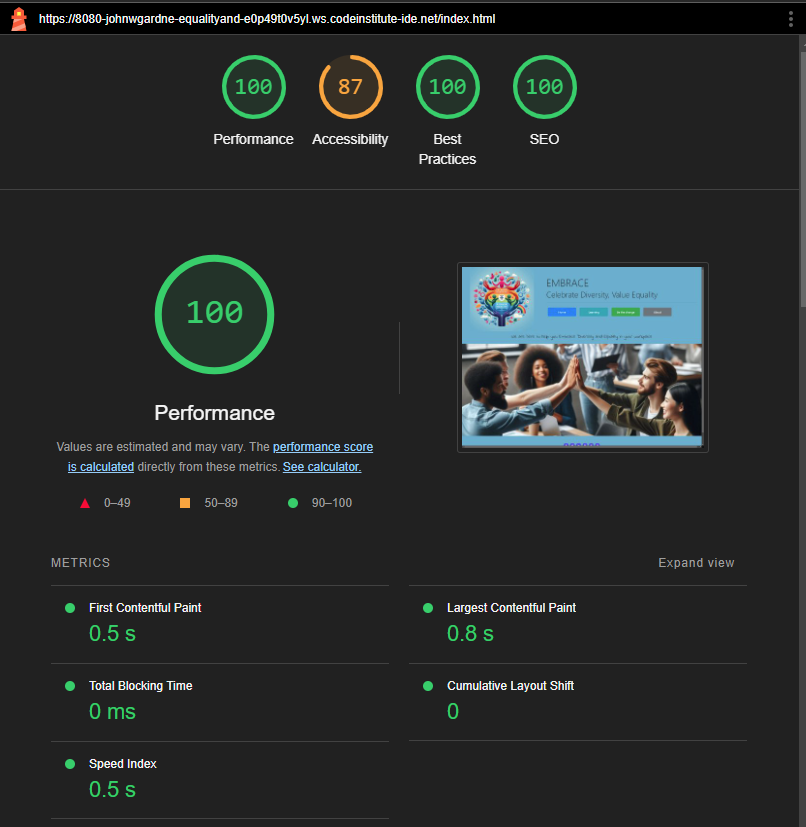 https://8080-johnwgardne-equalityand-e0p49t0v5yl.ws.codeinstitute-ide.net/index.html
100
87
100
100
Performance
Accessibility
Best
Practices
SEO
100
EMBRACE
Celebrate Diversity, Value Equality
Performance
Values are estimated and may vary. The performance score
is calculated directly from these metrics. See calculator.
0–49
50–89
90–100
METRICS
Expand view
First Contentful Paint
0.5 s
Largest Contentful Paint
0.8 s
Total Blocking Time
0 ms
Cumulative Layout Shift
0
Speed Index
0.5 s